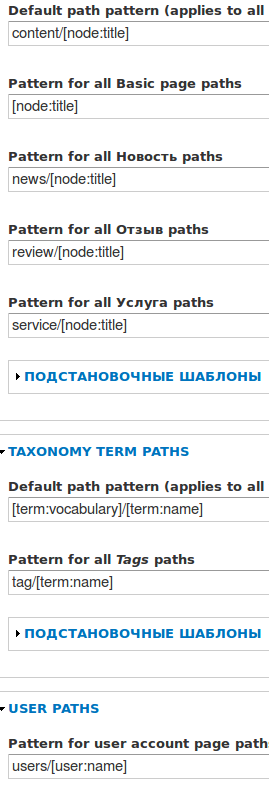 Default path pattern (applies to all
content/[node:title]
Pattern for all Basic page paths
[node:title]
Pattern for all Новость paths
news/[node:title]
Pattern for all Отзыв paths
review/[node:title]
Pattern for all Услуга paths
service/[node:title]
ПОДСТАНОВОЧНЫЕ ШАБЛОНЫ
TAXONOMY TERM PATHS
Default path pattern (applies to all
[term:vocabulary]/[term:name]
Pattern for all Tags paths
tag/[term:name]
ПОДСТАНОВОЧНЫЕ ШАБЛОНЫ
USER PATHS
Pattern for user account page paths
users/[user:name]